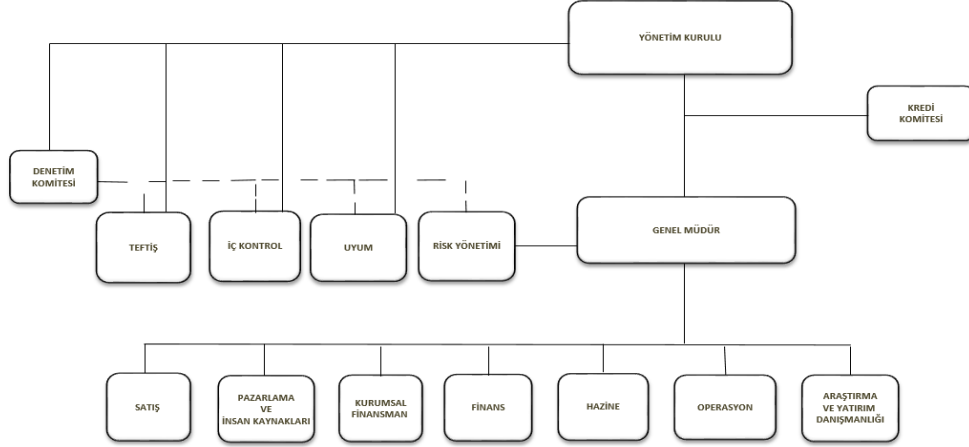 YÖNETİM KURULU
KREDİ
KOMİTESİ
DENETİM
KOMİTESİ
TEFTİŞ
İÇ KONTROL
UYUM
RİSK YÖNETİMİ
GENEL MÜDÜR
SATIŞ
PAZARLAMA
VE
İNSAN KAYNAKLARI
KURUMSAL
FİNANSMAN
FİNANS
HAZİNE
OPERASYON
ARAŞTIRMA
VE YATIRIM
DANIŞMANLIĞI